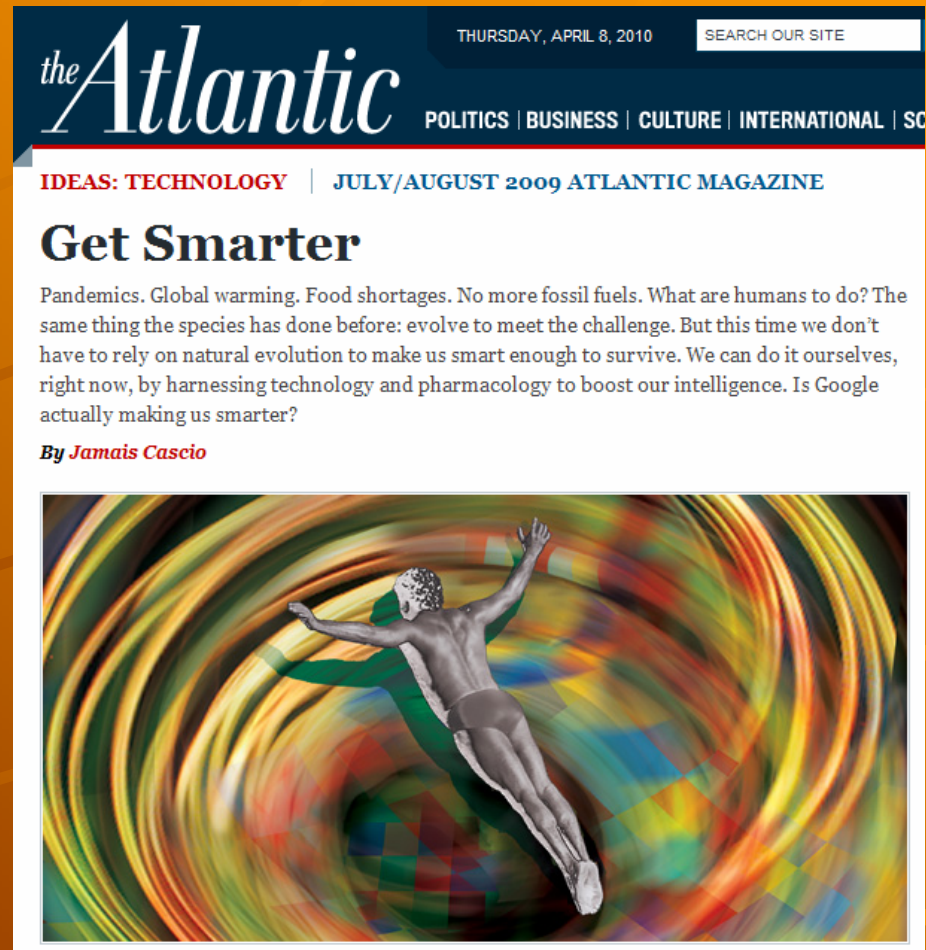 the Atlantic
THURSDAY, APRIL 8, 2010
SEARCH OUR SITE
POLITICS | BUSINESS | CULTURE | INTERNATIONAL | SC
IDEAS: TECHNOLOGY | JULY/AUGUST 2009 ATLANTIC MAGAZINE
Get Smarter
Pandemics. Global warming. Food shortages. No more fossil fuels. What are humans to do? The
same thing the species has done before: evolve to meet the challenge. But this time we don't
have to rely on natural evolution to make us smart enough to survive. We can do it ourselves,
right now, by harnessing technology and pharmacology to boost our intelligence. Is Google
actually making us smarter?
By Jamais Cascio